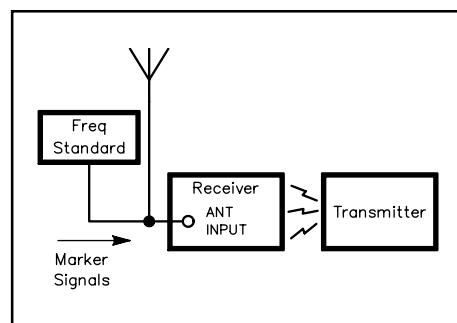 Freq
Standard
Receiver
ANT
INPUT
Transmitter
Marker
Signals